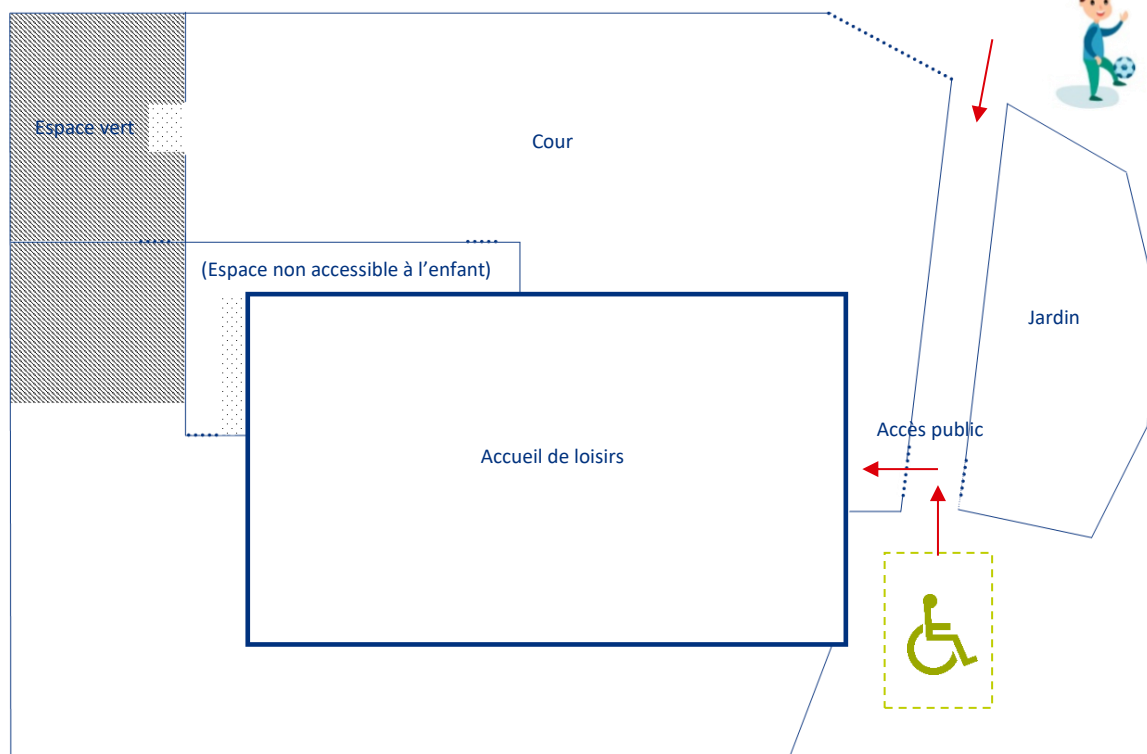 Espace vert
Cour
(Espace non accessible à l'enfant)
Jardin
Accès public
Accueil de loisirs